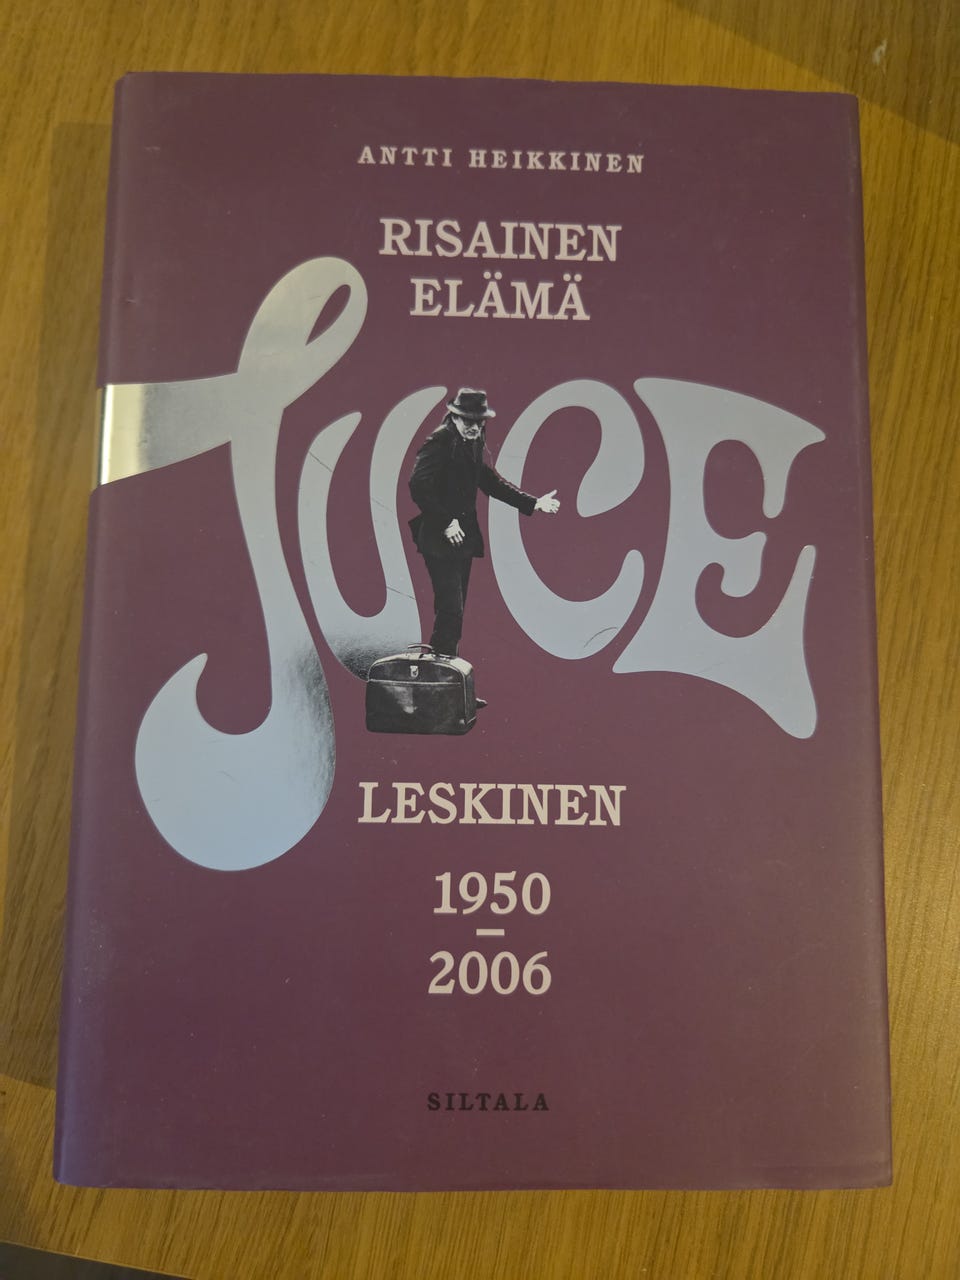 ANTTI HEIKKINEN
RISAINEN
ELÄMÄ
JUICE
LESKINEN
1950
–
2006
SILTALA